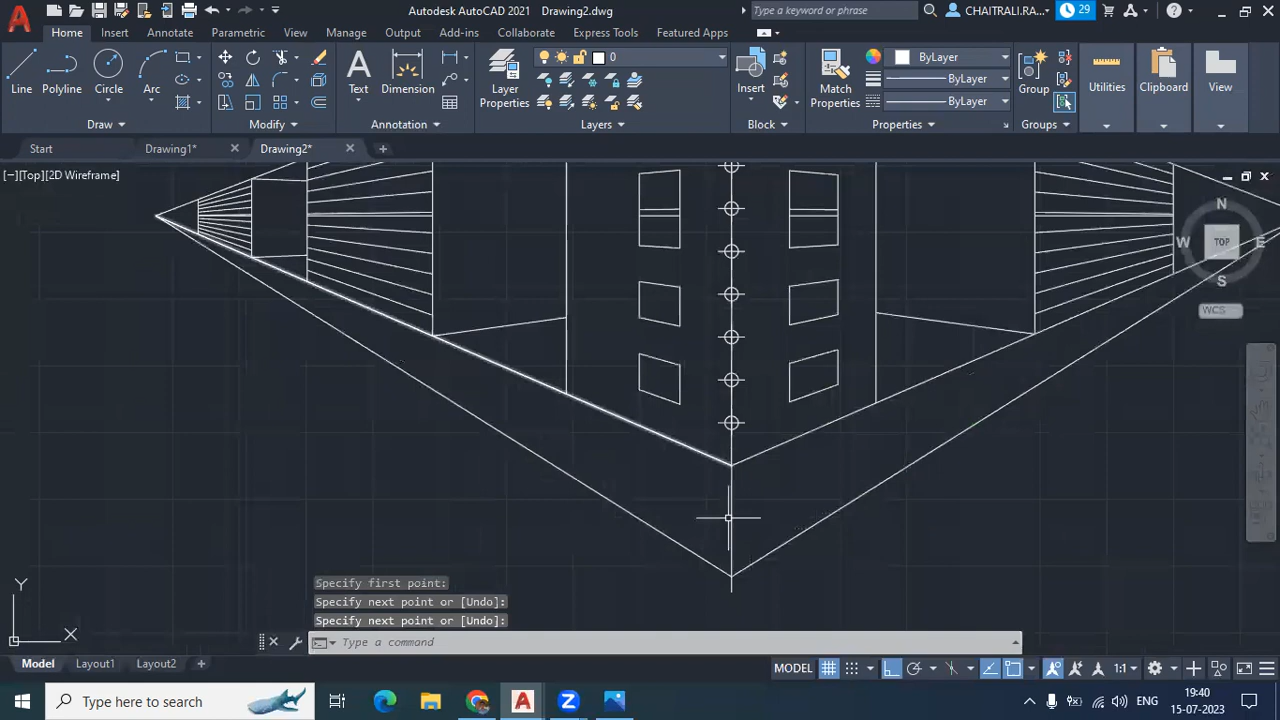 Autodesk AutoCAD 2021 Drawing2.dwg
Type a keyword or phrase
CHAITRALI.RA...
29
Home Insert Annotate Parametric View Manage Output Add-ins Collaborate Express Tools Featured Apps
Line Polyline Circle Arc
Text Dimension
Layer
Properties
0
Insert
Match
Properties
ByLayer
ByLayer
ByLayer
Group
Utilities
Clipboard
View
Draw Modify Annotation Layers Block Properties Groups
Start Drawing1* Drawing2*
[−][Top][2D Wireframe]
N
W TOP E
S
WCS
Y
X
Specify first point:
Specify next point or [Undo]:
Specify next point or [Undo]:
Type a command
Model Layout1 Layout2
MODEL 1:1
Type here to search
ENG
19:40
15-07-2023